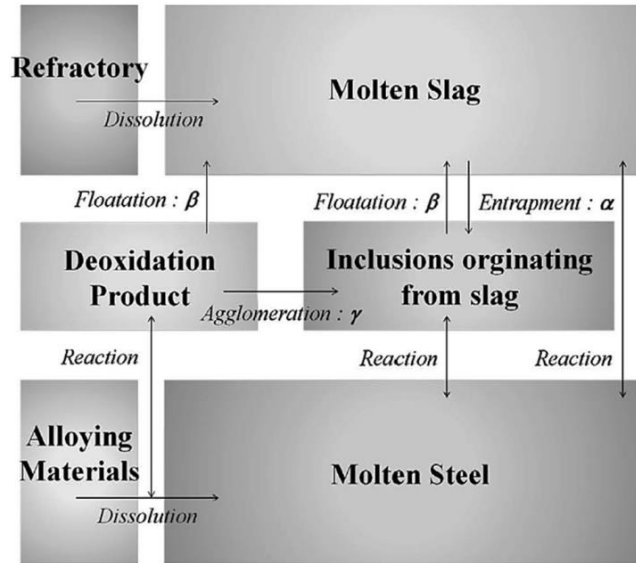 Refractory
Molten Slag
Dissolution
Floatation : β
Floatation : β
Entrapment : α
Deoxidation
Product
Inclusions orginating
from slag
Agglomeration : γ
Reaction
Reaction
Reaction
Alloying
Materials
Molten Steel
Dissolution